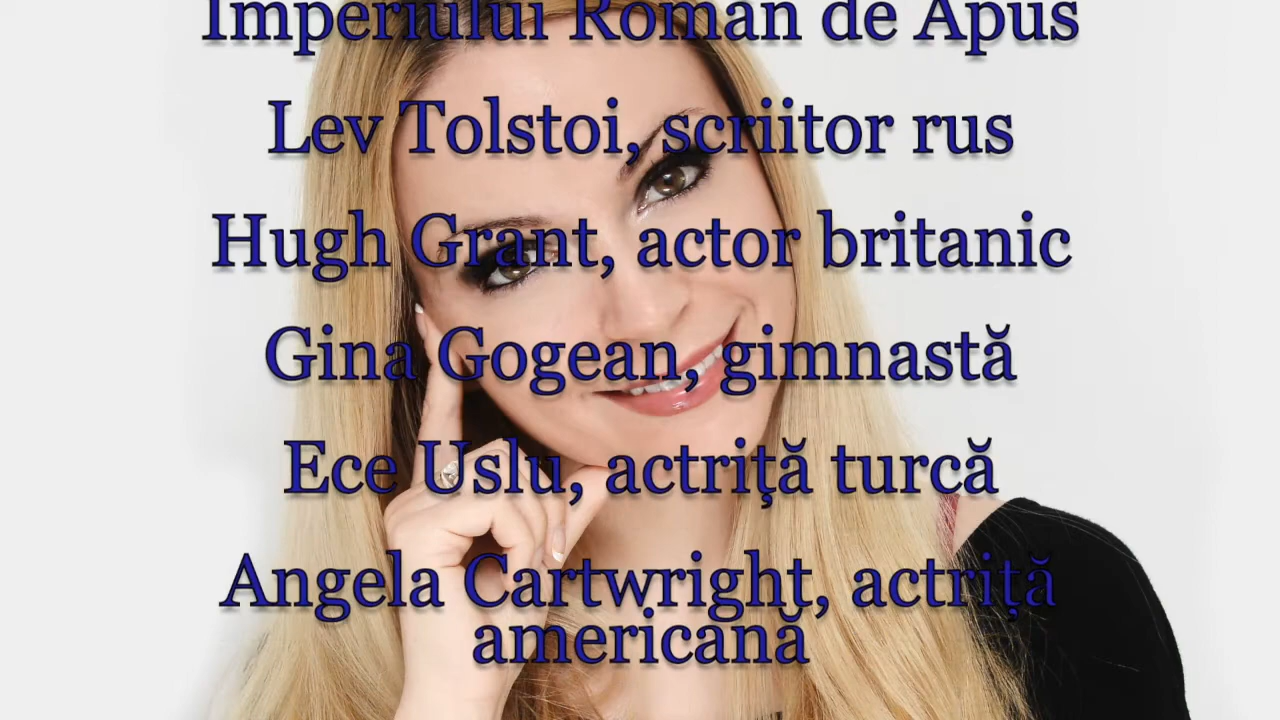 Imperiului Roman de Apus
Lev Tolstoi, scriitor rus
Hugh Grant, actor britanic
Gina Gogean, gimnastă
Ece Uslu, actriță turcă
Angela Cartwright, actriță
americană